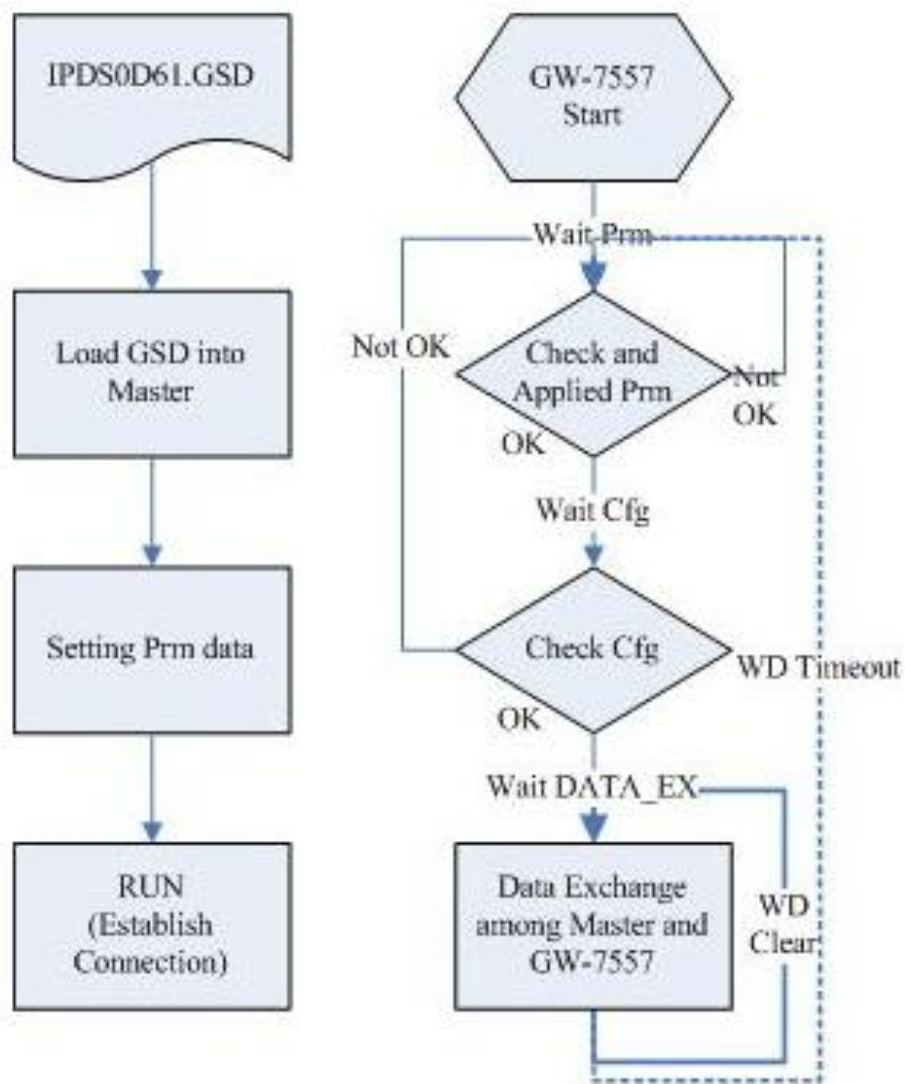 IPDS0D61.GSD
Load GSD into
Master
Setting Prm data
RUN
(Establish
Connection)
GW-7557
Start
Wait Prm
Not OK
Check and
Applied Prm
Not
OK
OK
Wait Cfg
Check Cfg
WD Timeout
OK
Wait DATA_EX
Data Exchange
among Master and
GW-7557
WD
Clear